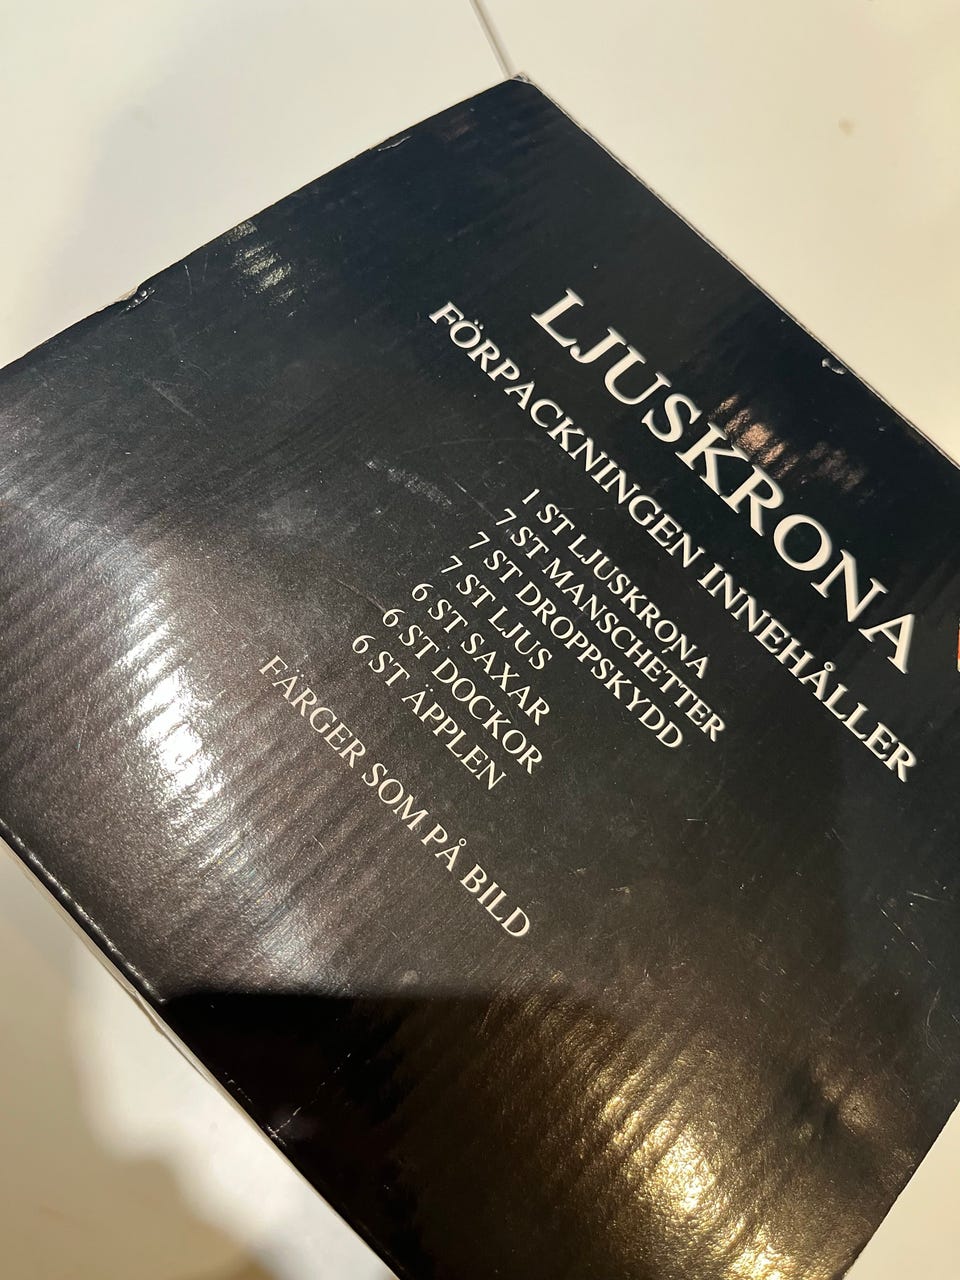 LJUSKRONA
FÖRPACKNINGEN INNEHÅLLER
1 ST LJUSKRONA
7 ST MANSCHETTER
7 ST DROPPSKYDD
7 ST LJUS
6 ST SAXAR
6 ST DOCKOR
6 ST ÄPPLEN
FÄRGER SOM PÅ BILD